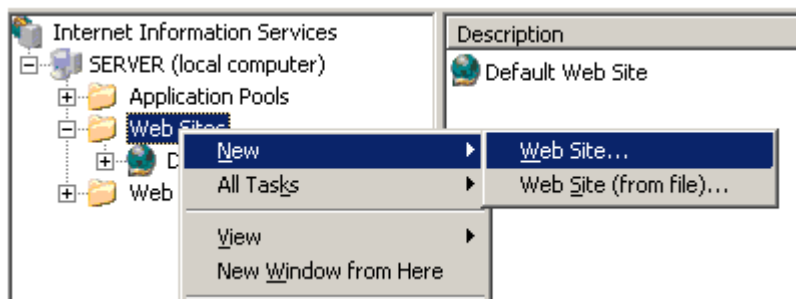 Internet Information Services
Description
SERVER (local computer)
Default Web Site
Application Pools
Web Sites
New
Web Site...
D
All Tasks
Web Site (from file)...
Web
View
New Window from Here